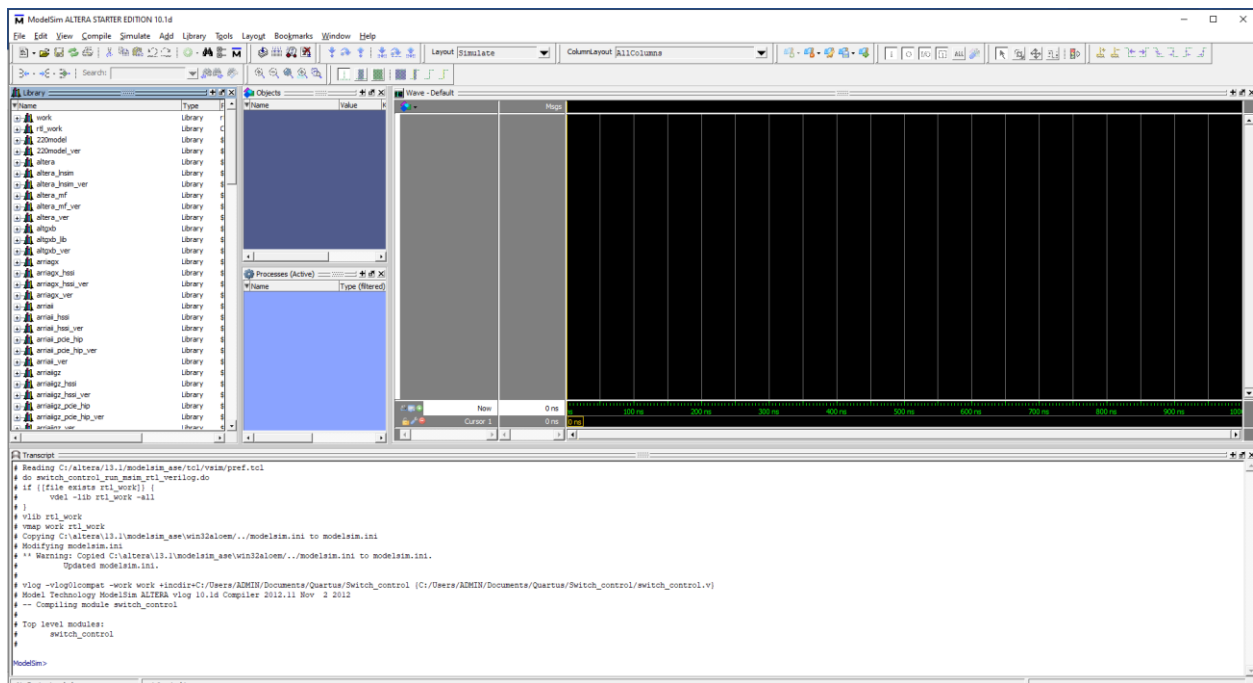 ModelSim ALTERA STARTER EDITION 10.1d
File Edit View Compile Simulate Add Library Tools Layout Bookmarks Window Help
Layout Simulate
ColumnLayout AllColumns
Search:
Library
Name Type
work Library
rtl_work Library
220model Library
220model_ver Library
altera Library
altera_lnsim Library
altera_lnsim_ver Library
altera_mf Library
altera_mf_ver Library
altera_ver Library
altgxb Library
altgxb_lib Library
altgxb_ver Library
arriagx Library
arriagx_hssi Library
arriagx_hssi_ver Library
arriagx_ver Library
arriaii Library
arriaii_hssi Library
arriaii_hssi_ver Library
arriaii_pcie_hip Library
arriaii_pcie_hip_ver Library
arriaii_ver Library
arriaiigz Library
arriaiigz_hssi Library
arriaiigz_hssi_ver Library
arriaiigz_pcie_hip Library
arriaiigz_pcie_hip_ver Library
arriaiigz_ver Library
Objects
Name Value
Processes (Active)
Name Type (filtered)
Wave - Default
Msgs
Now 0 ns
Cursor 1 0 ns
ns 100 ns 200 ns 300 ns 400 ns 500 ns 600 ns 700 ns 800 ns 900 ns 1000
0 ns
Transcript
# Reading C:/altera/13.1/modelsim_ase/tcl/vsim/pref.tcl
# do switch_control_run_msim_rtl_verilog.do
# if {[file exists rtl_work]} {
# vdel -lib rtl_work -all
# }
# vlib rtl_work
# vmap work rtl_work
# Copying C:\altera\13.1\modelsim_ase\win32aloem/../modelsim.ini to modelsim.ini
# Modifying modelsim.ini
# ** Warning: Copied C:\altera\13.1\modelsim_ase\win32aloem/../modelsim.ini to modelsim.ini.
# Updated modelsim.ini.
#
# vlog -vlog01compat -work work +incdir+C:/Users/ADMIN/Documents/Quartus/Switch_control {C:/Users/ADMIN/Documents/Quartus/Switch_control/switch_control.v}
# Model Technology ModelSim ALTERA vlog 10.1d Compiler 2012.11 Nov 2 2012
# -- Compiling module switch_control
#
# Top level modules:
# switch_control
#
ModelSim>